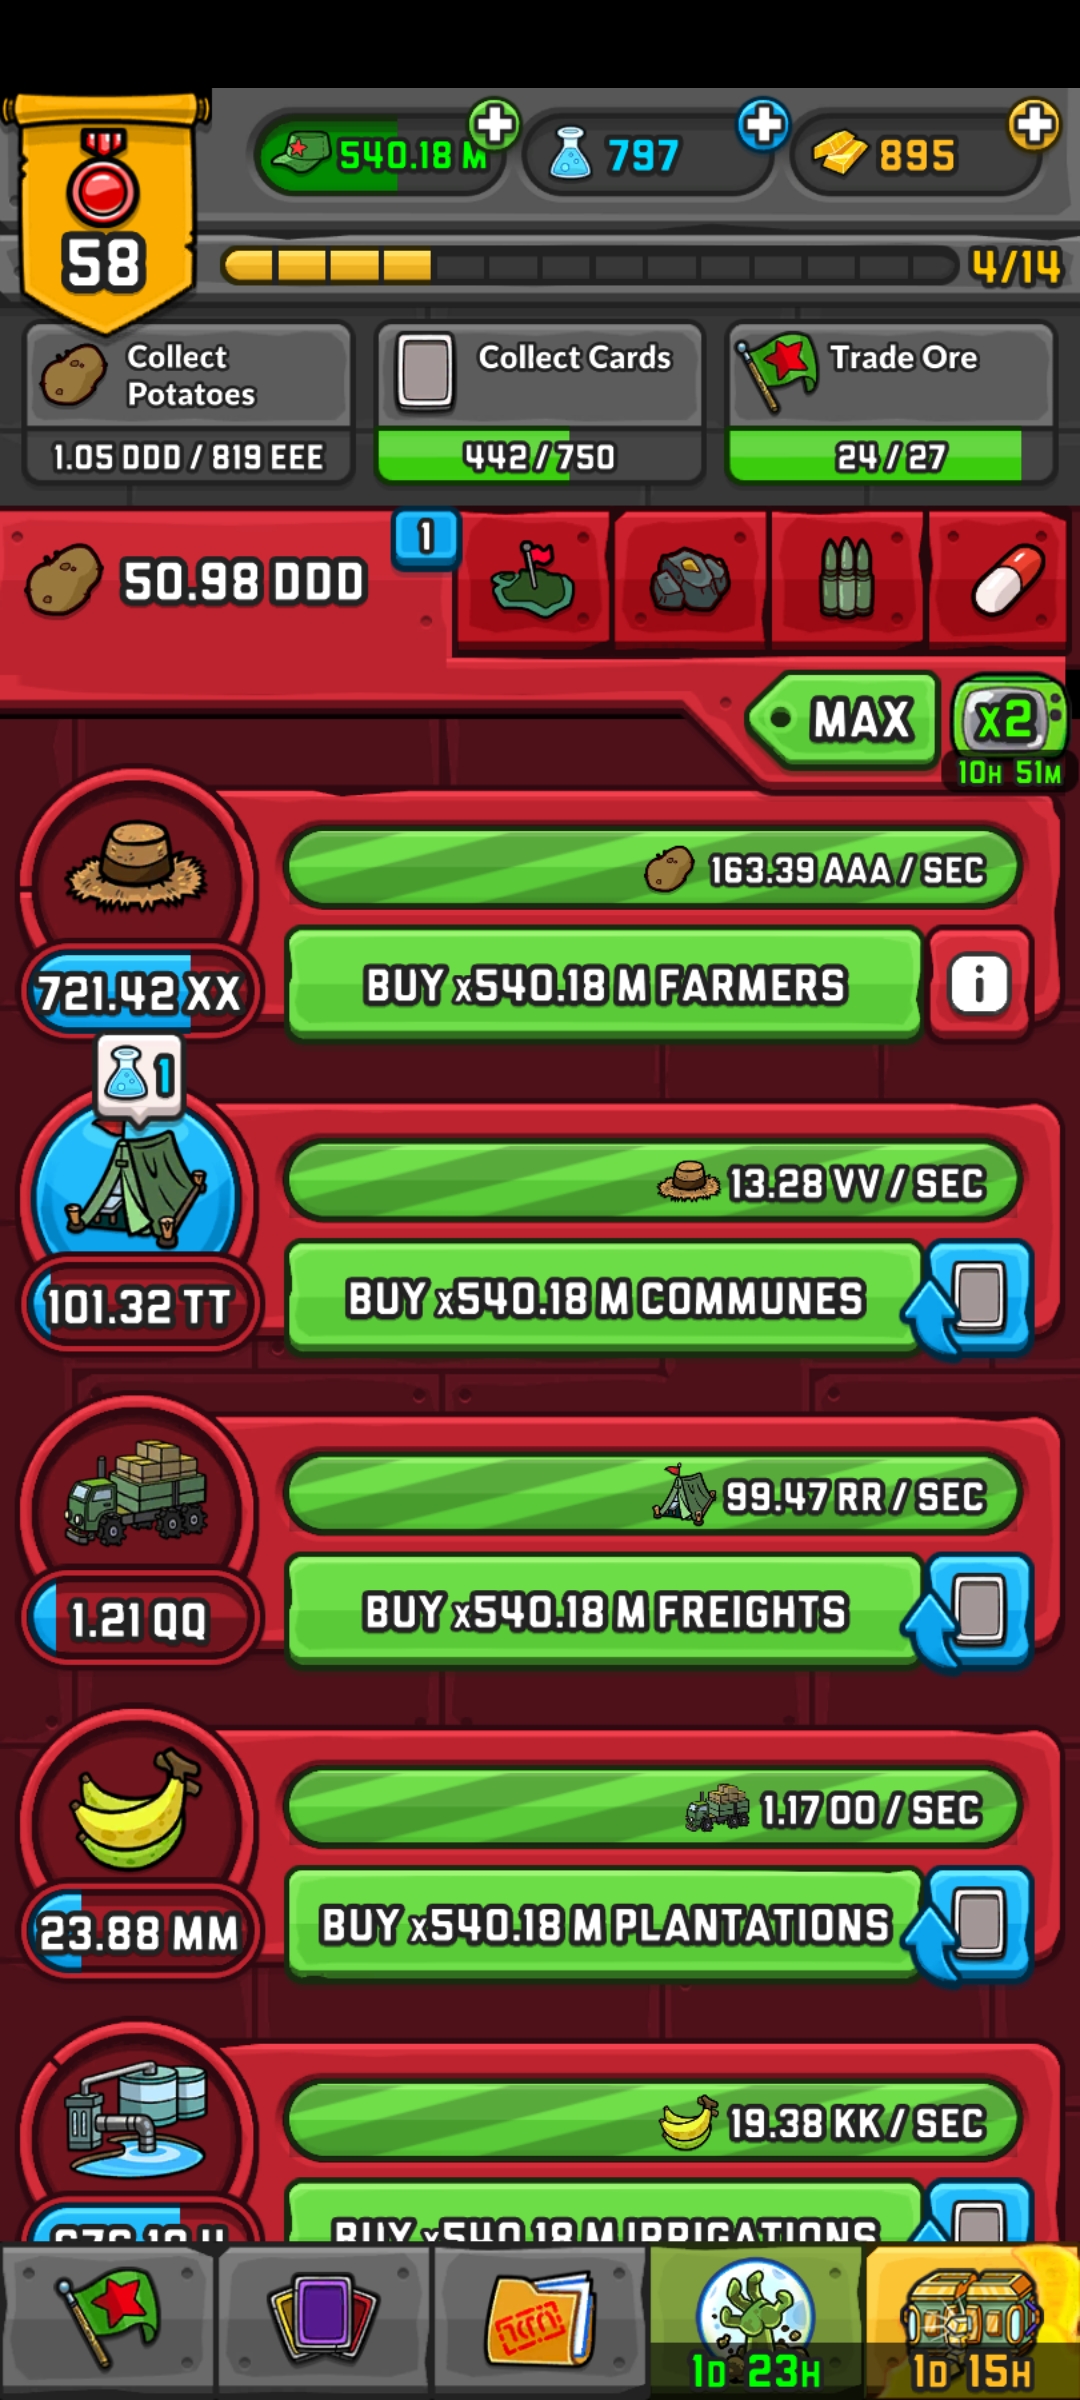 540.18 M
797
895
58
4/14
Collect
Potatoes
1.05 DDD / 819 EEE
Collect Cards
442/750
Trade Ore
24/27
50.98 DDD
1
MAX
x2
10H 51M
163.39 AAA / SEC
721.42 XX
BUY x540.18 M FARMERS
i
1
13.28 VV / SEC
101.32 TT
BUY x540.18 M COMMUNES
99.47 RR / SEC
1.21 QQ
BUY x540.18 M FREIGHTS
1.17 OO / SEC
23.88 MM
BUY x540.18 M PLANTATIONS
19.38 KK / SEC
BUY x540.18 M IRRIGATIONS
1D 23H
1D 15H